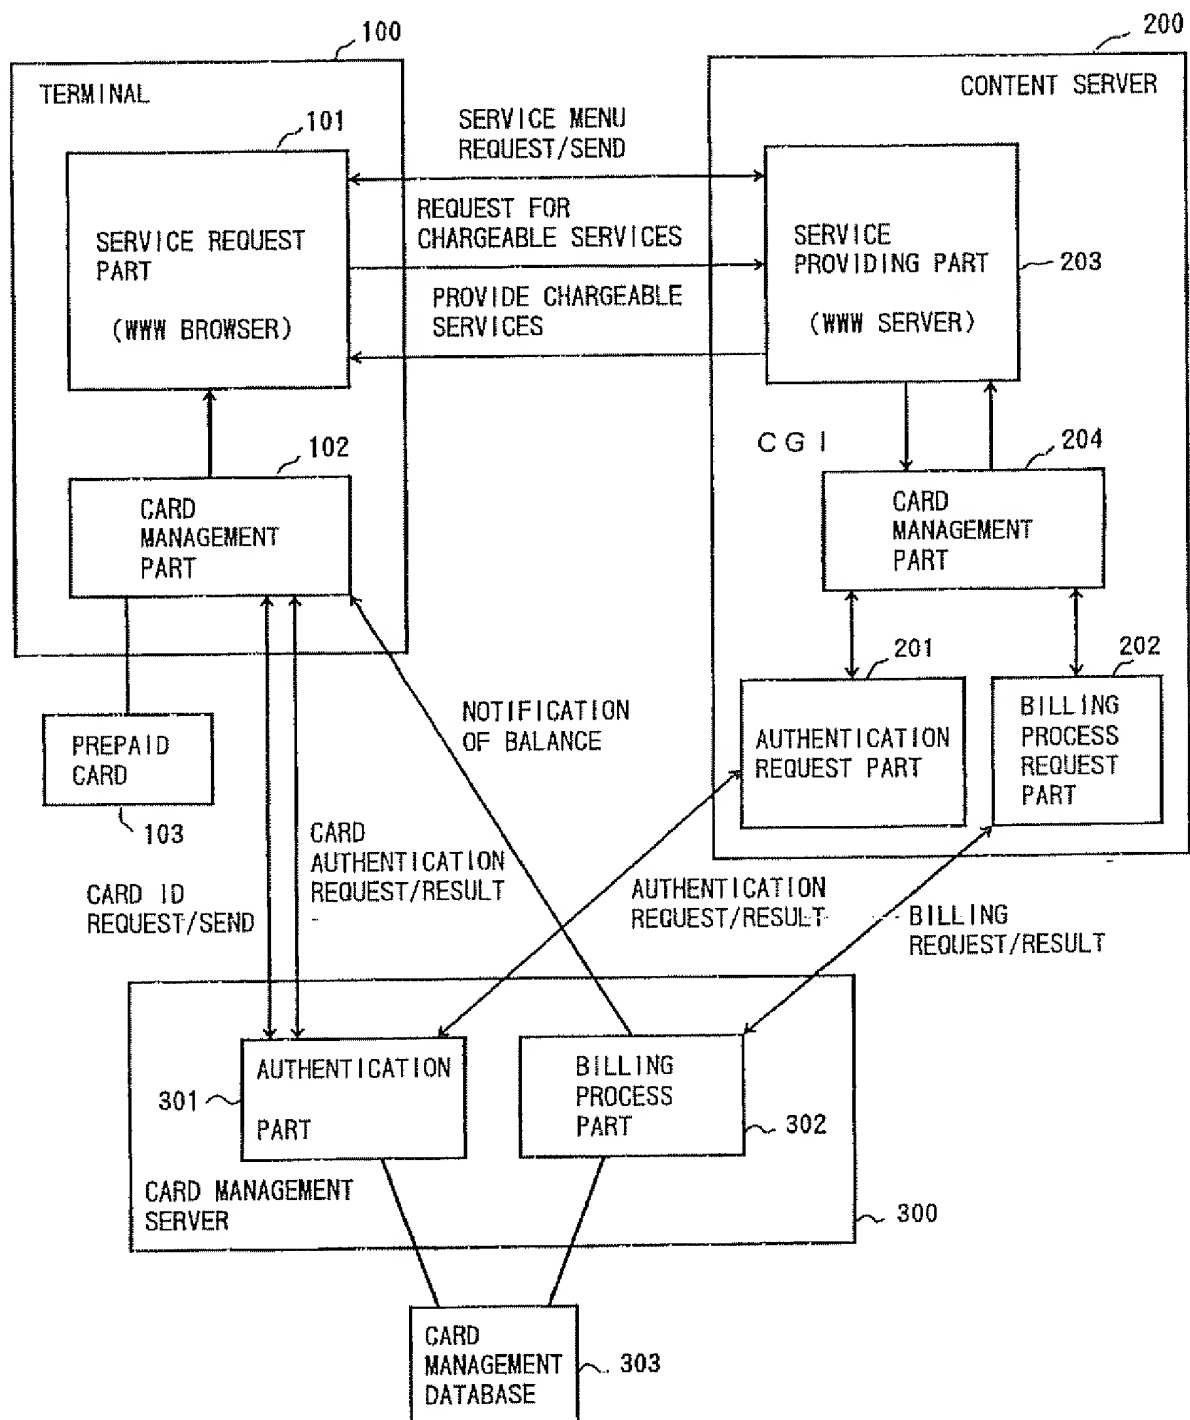 100
200
TERMINAL
CONTENT SERVER
101
SERVICE MENU
REQUEST/SEND
REQUEST FOR
CHARGEABLE SERVICES
SERVICE REQUEST
PART
(WWW BROWSER)
SERVICE
PROVIDING PART
(WWW SERVER)
203
PROVIDE CHARGEABLE
SERVICES
102
CGI
204
CARD
MANAGEMENT
PART
CARD
MANAGEMENT
PART
201
202
PREPAID
CARD
103
NOTIFICATION
OF BALANCE
AUTHENTICATION
REQUEST PART
BILLING
PROCESS
REQUEST
PART
CARD ID
REQUEST/SEND
CARD
AUTHENTICATION
REQUEST/RESULT
AUTHENTICATION
REQUEST/RESULT
BILLING
REQUEST/RESULT
301
AUTHENTICATION
PART
BILLING
PROCESS
PART
302
CARD MANAGEMENT
SERVER
300
CARD
MANAGEMENT
DATABASE
303